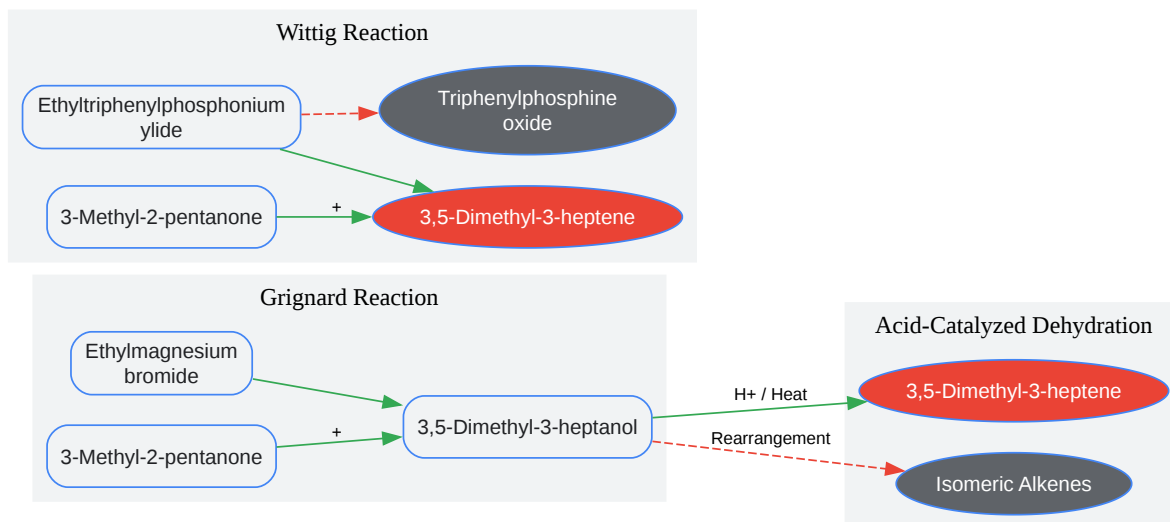 Wittig Reaction
Ethyltriphenylphosphonium
ylide
Triphenylphosphine
oxide
3-Methyl-2-pentanone
+
3,5-Dimethyl-3-heptene
Grignard Reaction
Ethylmagnesium
bromide
3-Methyl-2-pentanone
+
3,5-Dimethyl-3-heptanol
H+ / Heat
Rearrangement
Acid-Catalyzed Dehydration
3,5-Dimethyl-3-heptene
Isomeric Alkenes